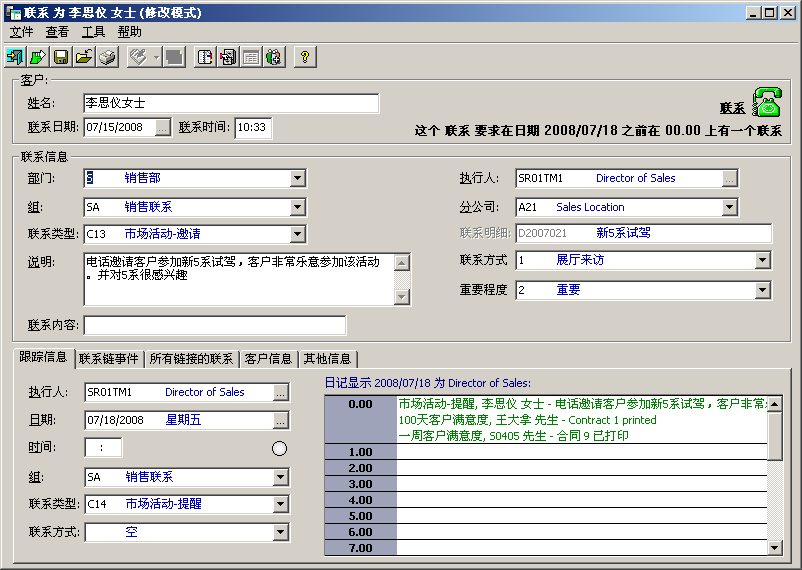 联系 为 李思仪 女士 (修改模式)
文件 查看 工具 帮助
客户:
姓名: 李思仪女士
联系
联系日期: 07/15/2008 ... 联系时间: 10:33
这个 联系 要求在日期 2008/07/18 之前在 00.00 上有一个联系
联系信息
部门: S 销售部
执行人: SR01TM1 Director of Sales ...
组: SA 销售联系
分公司: A21 Sales Location
联系类型: C13 市场活动-邀请
联系明细: D2007021 新5系试驾
说明: 电话邀请客户参加新5系试驾，客户非常乐意参加该活动
。并对5系很感兴趣
联系方式 1 展厅来访
重要程度 2 重要
联系内容:
跟踪信息 联系链事件 所有链接的联系 客户信息 其他信息
执行人: SR01TM1 Director of Sales ...
日期: 07/18/2008 星期五 ...
时间: :
组: SA 销售联系
联系类型: C14 市场活动-提醒
联系方式: 空
日记显示 2008/07/18 为 Director of Sales:
0.00 市场活动-提醒, 李思仪 女士 - 电话邀请客户参加新5系试驾，客户非常
100天客户满意度, 王大拿 先生 - Contract 1 printed
一周客户满意度, S0405 先生 - 合同 9 已打印
1.00
2.00
3.00
4.00
5.00
6.00
7.00